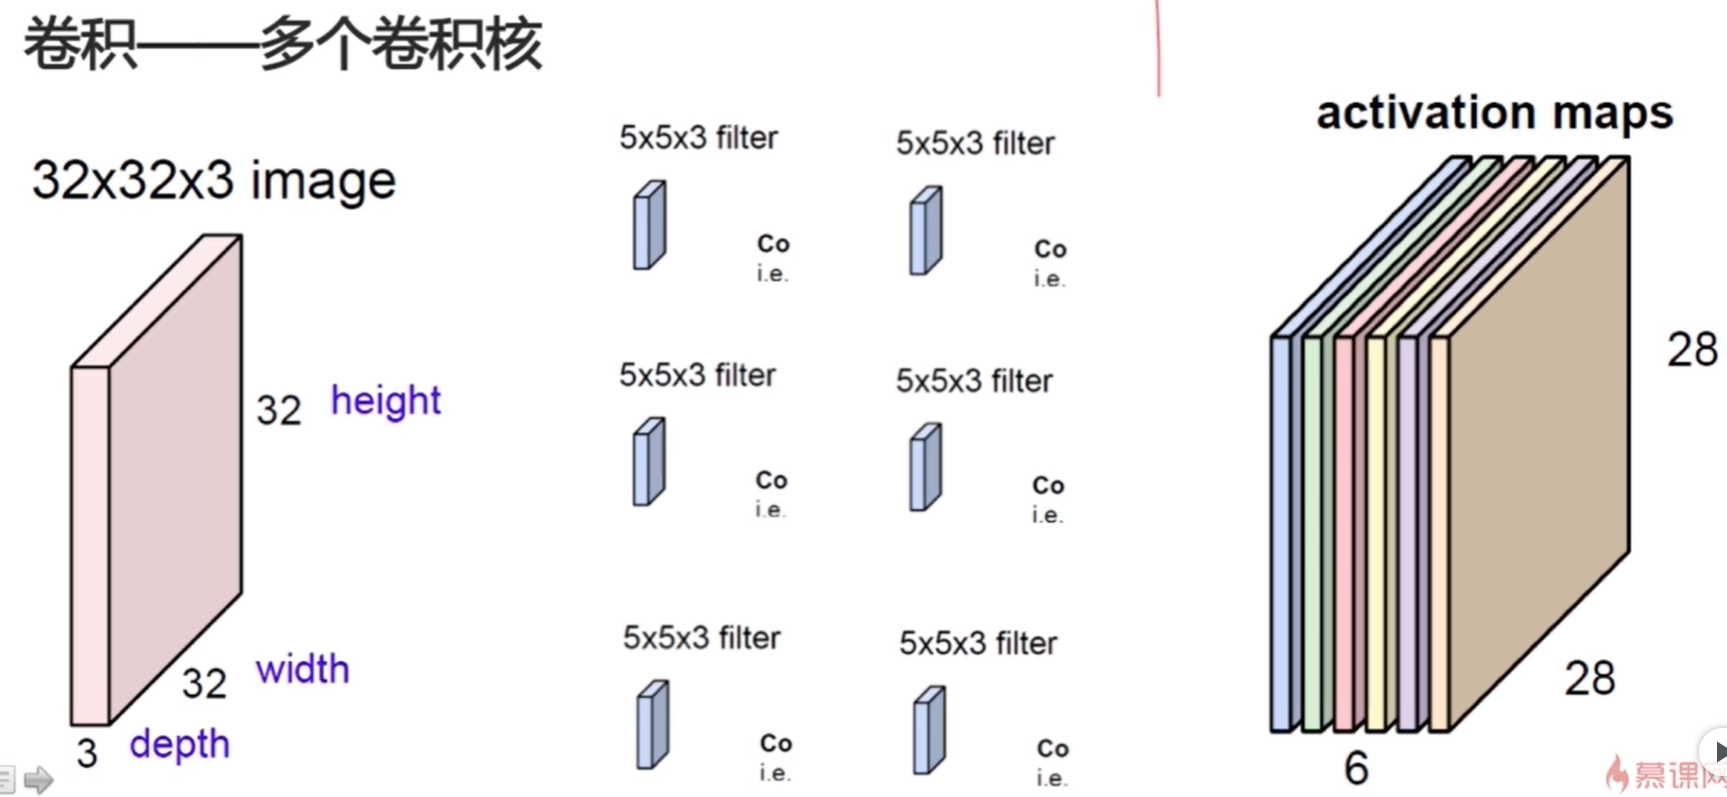 卷积——多个卷积核
32x32x3 image
32 height
32 width
3 depth
5x5x3 filter
Co
i.e.
5x5x3 filter
Co
i.e.
5x5x3 filter
Co
i.e.
5x5x3 filter
Co
i.e.
5x5x3 filter
Co
i.e.
5x5x3 filter
Co
i.e.
activation maps
28
28
6
慕课网